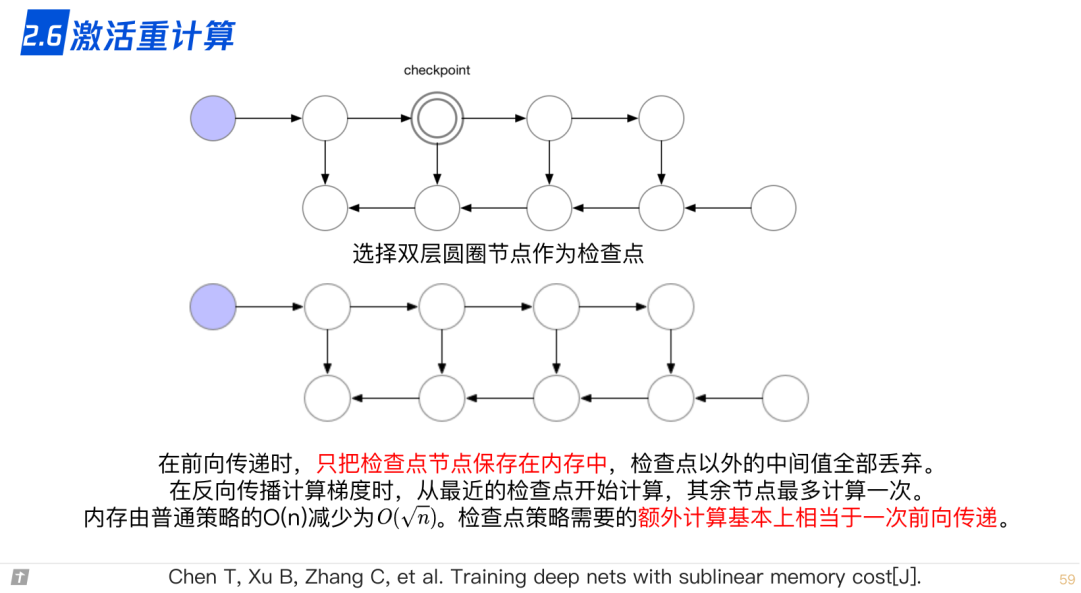 2.6 激活重计算
checkpoint
选择双层圆圈节点作为检查点
在前向传递时，只把检查点节点保存在内存中，检查点以外的中间值全部丢弃。
在反向传播计算梯度时，从最近的检查点开始计算，其余节点最多计算一次。
内存由普通策略的O(n)减少为O(√n)。检查点策略需要的额外计算基本上相当于一次前向传递。
Chen T, Xu B, Zhang C, et al. Training deep nets with sublinear memory cost[J].
59